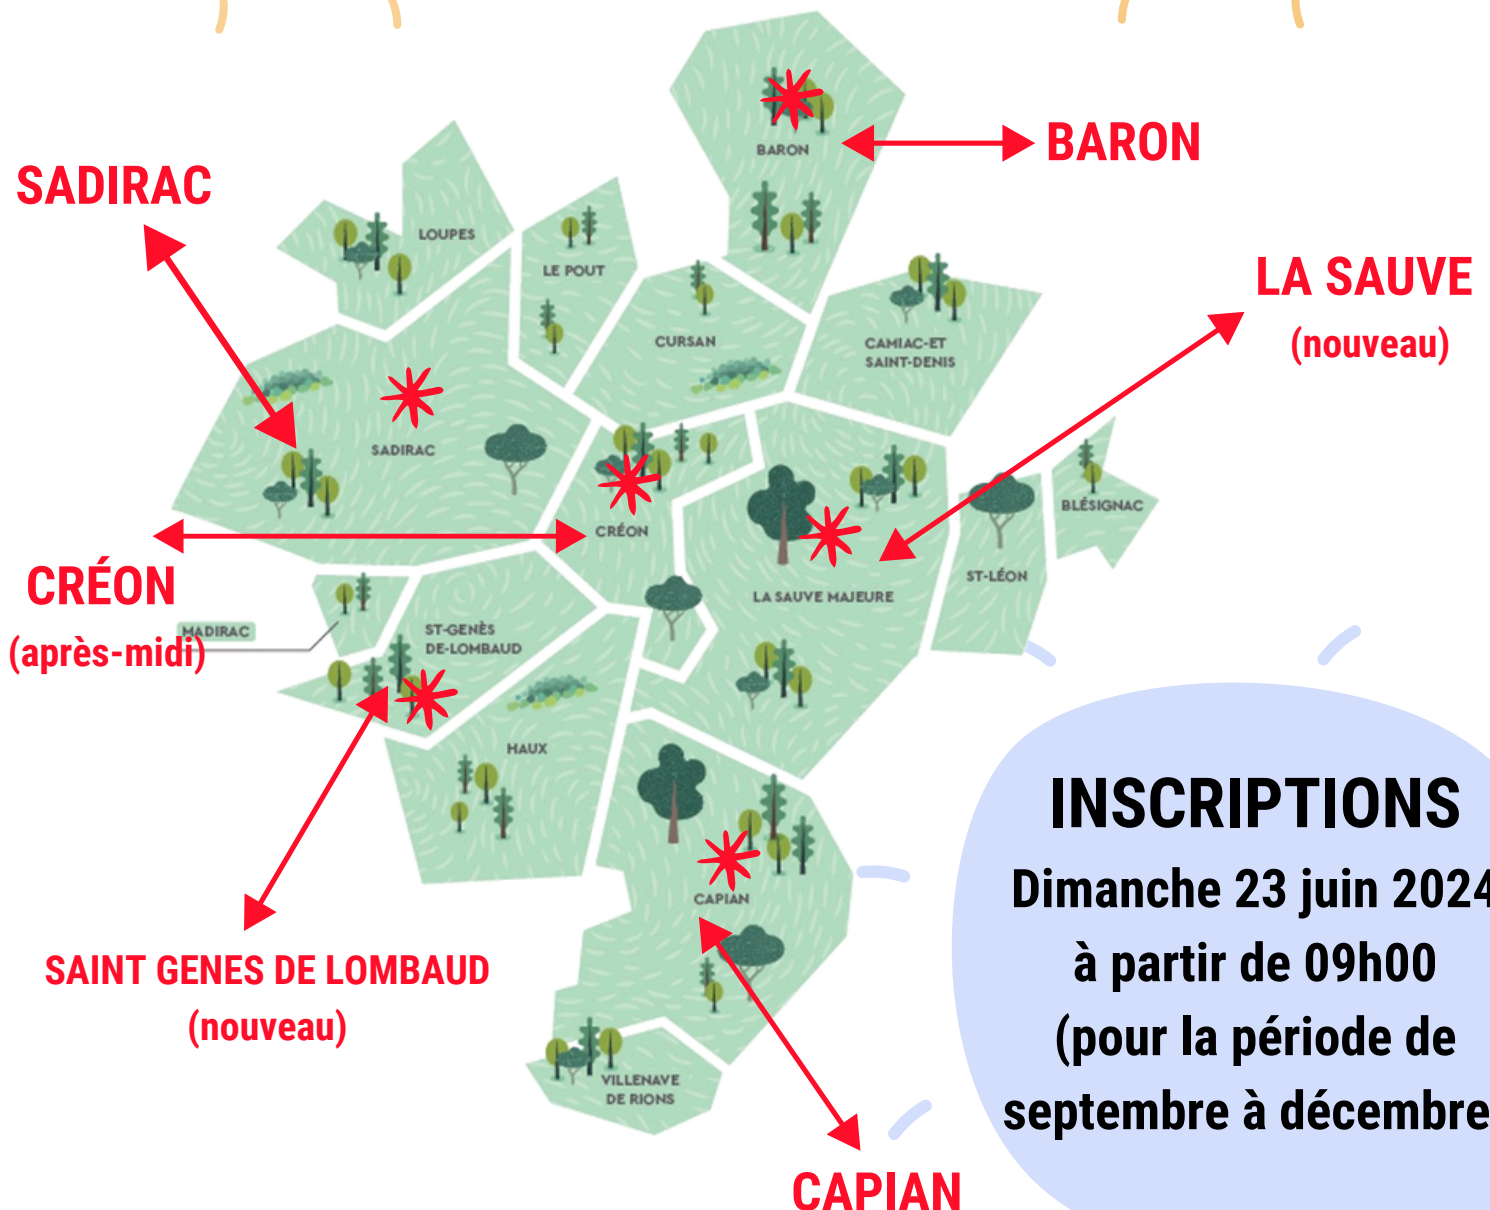 BARON
BARON
SADIRAC
LOUPES
LE POUT
LA SAUVE
(nouveau)
CURSAN
CAMIAC-ET
SAINT-DENIS
SADIRAC
BLÉSIGNAC
CRÉON
CRÉON
(après-midi)
MADIRAC
ST-LÉON
LA SAUVE MAJEURE
ST-GENÈS
DE-LOMBAUD
HAUX
CAPIAN
SAINT GENES DE LOMBAUD
(nouveau)
VILLENAVE
DE RIONS
CAPIAN
INSCRIPTIONS
Dimanche 23 juin 2024
à partir de 09h00
(pour la période de
septembre à décembre